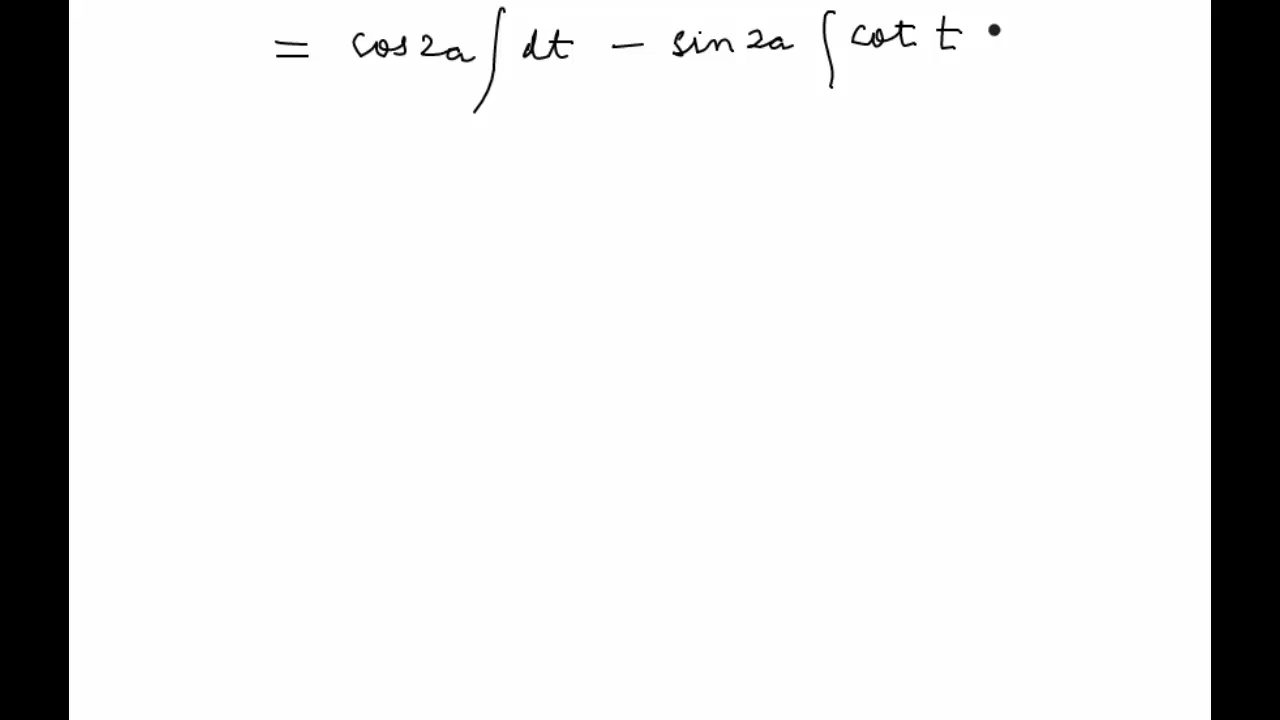 = cos 2a ∫ dt - sin 2a ∫ cot t